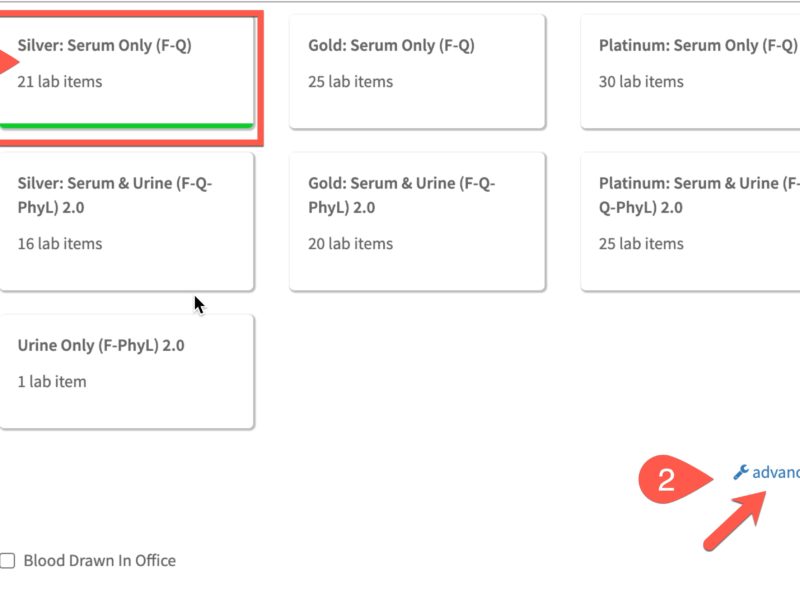 Silver: Serum Only (F-Q)
21 lab items
Gold: Serum Only (F-Q)
25 lab items
Platinum: Serum Only (F-Q)
30 lab items
Silver: Serum & Urine (F-Q-
PhyL) 2.0
16 lab items
Gold: Serum & Urine (F-Q-
PhyL) 2.0
20 lab items
Platinum: Serum & Urine (F-
Q-PhyL) 2.0
25 lab items
Urine Only (F-PhyL) 2.0
1 lab item
2
advanc
Blood Drawn In Office